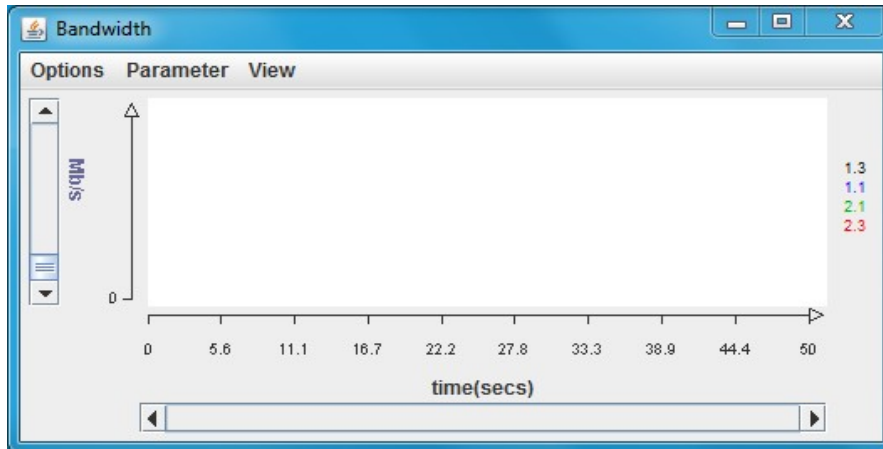 Bandwidth
Options Parameter View
Mb/s
0
1.3
1.1
2.1
2.3
0 5.6 11.1 16.7 22.2 27.8 33.3 38.9 44.4 50
time(secs)